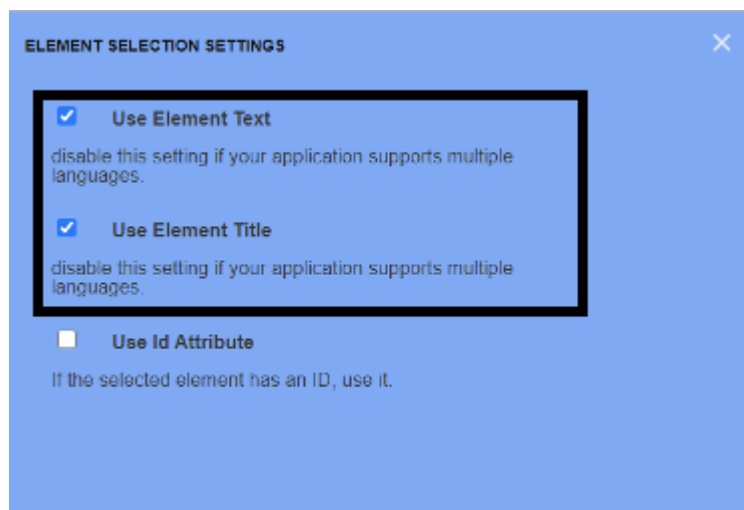 ELEMENT SELECTION SETTINGS
Use Element Text
disable this setting if your application supports multiple
languages.
Use Element Title
disable this setting if your application supports multiple
languages.
Use Id Attribute
If the selected element has an ID, use it.